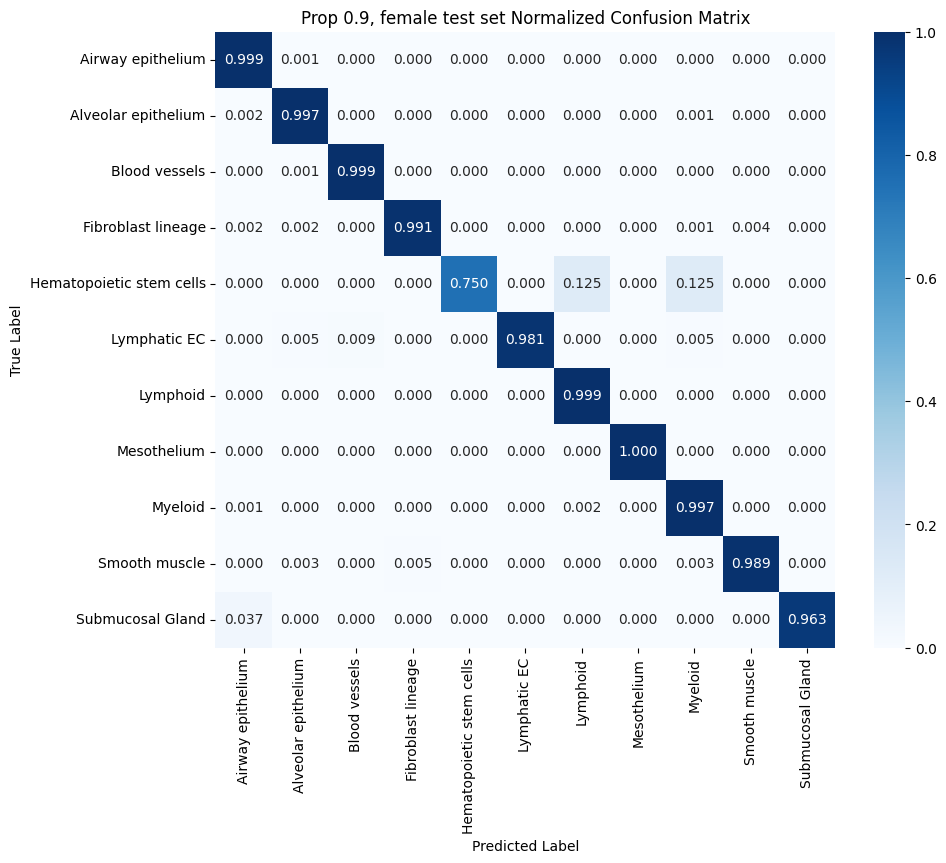 Prop 0.9, female test set Normalized Confusion Matrix
True Label
Airway epithelium 0.999 0.001 0.000 0.000 0.000 0.000 0.000 0.000 0.000 0.000 0.000
Alveolar epithelium 0.002 0.997 0.000 0.000 0.000 0.000 0.000 0.000 0.001 0.000 0.000
Blood vessels 0.000 0.001 0.999 0.000 0.000 0.000 0.000 0.000 0.000 0.000 0.000
Fibroblast lineage 0.002 0.002 0.000 0.991 0.000 0.000 0.000 0.000 0.001 0.004 0.000
Hematopoietic stem cells 0.000 0.000 0.000 0.000 0.750 0.000 0.125 0.000 0.125 0.000 0.000
Lymphatic EC 0.000 0.005 0.009 0.000 0.000 0.981 0.000 0.000 0.005 0.000 0.000
Lymphoid 0.000 0.000 0.000 0.000 0.000 0.000 0.999 0.000 0.000 0.000 0.000
Mesothelium 0.000 0.000 0.000 0.000 0.000 0.000 0.000 1.000 0.000 0.000 0.000
Myeloid 0.001 0.000 0.000 0.000 0.000 0.000 0.002 0.000 0.997 0.000 0.000
Smooth muscle 0.000 0.003 0.000 0.005 0.000 0.000 0.000 0.000 0.003 0.989 0.000
Submucosal Gland 0.037 0.000 0.000 0.000 0.000 0.000 0.000 0.000 0.000 0.000 0.963
Airway epithelium
Alveolar epithelium
Blood vessels
Fibroblast lineage
Hematopoietic stem cells
Lymphatic EC
Lymphoid
Mesothelium
Myeloid
Smooth muscle
Submucosal Gland
Predicted Label
1.0
0.8
0.6
0.4
0.2
0.0